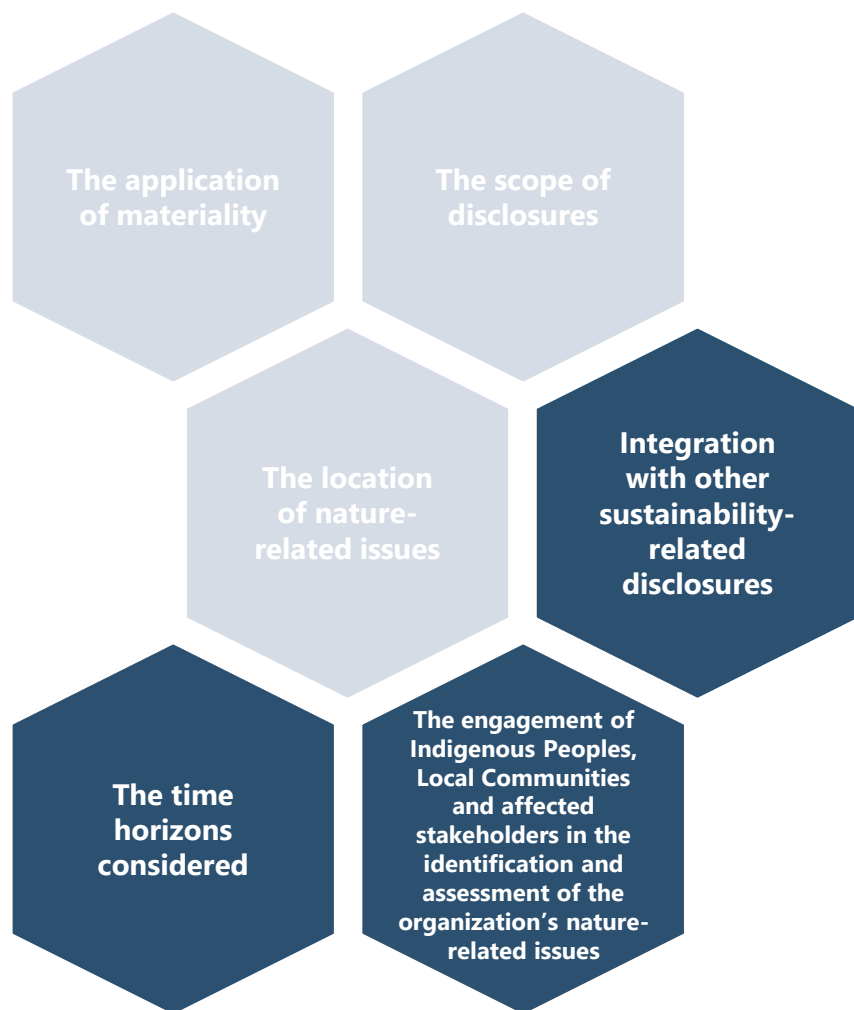 The application
of materiality
The scope of
disclosures
The location
of nature-
related issues
Integration
with other
sustainability-
related
disclosures
The time
horizons
considered
The engagement of
Indigenous Peoples,
Local Communities
and affected
stakeholders in the
identification and
assessment of the
organization’s nature-
related issues